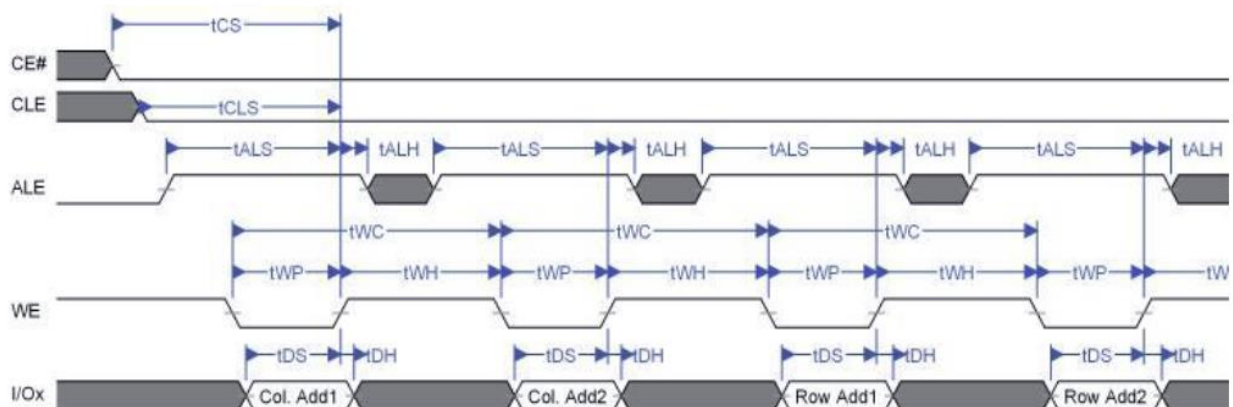 tCS
CE#
CLE tCLS
tALS tALH tALS tALH tALS tALH tALS tALH
ALE
tWC tWC tWC
tWP tWH tWP tWH tWP tWH tWP tW
WE
tDS tDH tDS tDH tDS tDH tDS tDH
I/Ox Col. Add1 Col. Add2 Row Add1 Row Add2